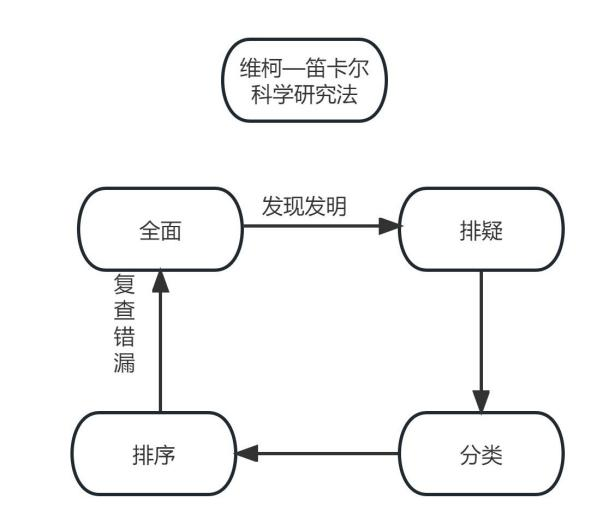 维柯—笛卡尔
科学研究法
全面
发现发明
排疑
复查错漏
排序
分类